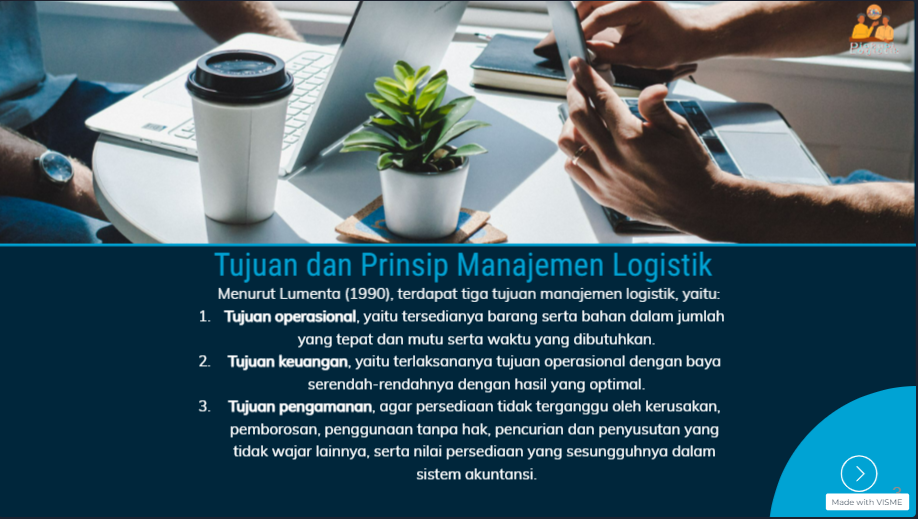 Tujuan dan Prinsip Manajemen Logistik
Menurut Lumenta (1990), terdapat tiga tujuan manajemen logistik, yaitu:
1. Tujuan operasional, yaitu tersedianya barang serta bahan dalam jumlah
yang tepat dan mutu serta waktu yang dibutuhkan.
2. Tujuan keuangan, yaitu terlaksananya tujuan operasional dengan baya
serendah-rendahnya dengan hasil yang optimal.
3. Tujuan pengamanan, agar persediaan tidak terganggu oleh kerusakan,
pemborosan, penggunaan tanpa hak, pencurian dan penyusutan yang
tidak wajar lainnya, serta nilai persediaan yang sesungguhnya dalam
sistem akuntansi.
Made with VISME